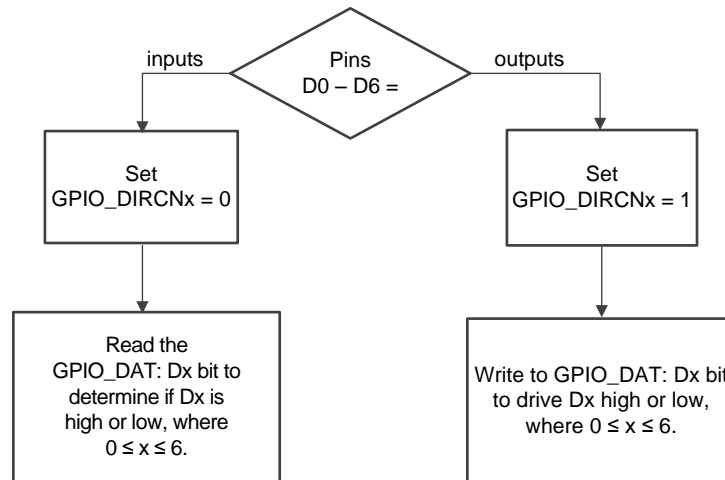 inputs
Pins
D0 – D6 =
outputs
Set
GPIO_DIRCNx = 0
Set
GPIO_DIRCNx = 1
Read the
GPIO_DAT: Dx bit to
determine if Dx is
high or low, where
0 ≤ x ≤ 6.
Write to GPIO_DAT: Dx bit
to drive Dx high or low,
where 0 ≤ x ≤ 6.